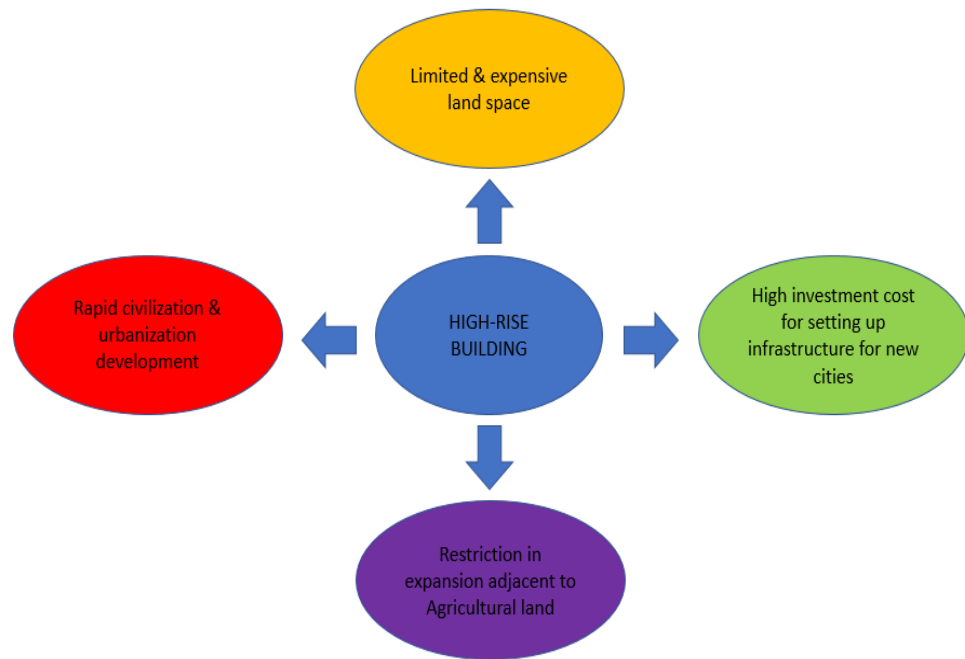 Limited & expensive
land space
Rapid civilization &
urbanization
development
HIGH-RISE
BUILDING
High investment cost
for setting up
infrastructure for new
cities
Restriction in
expansion adjacent to
Agricultural land